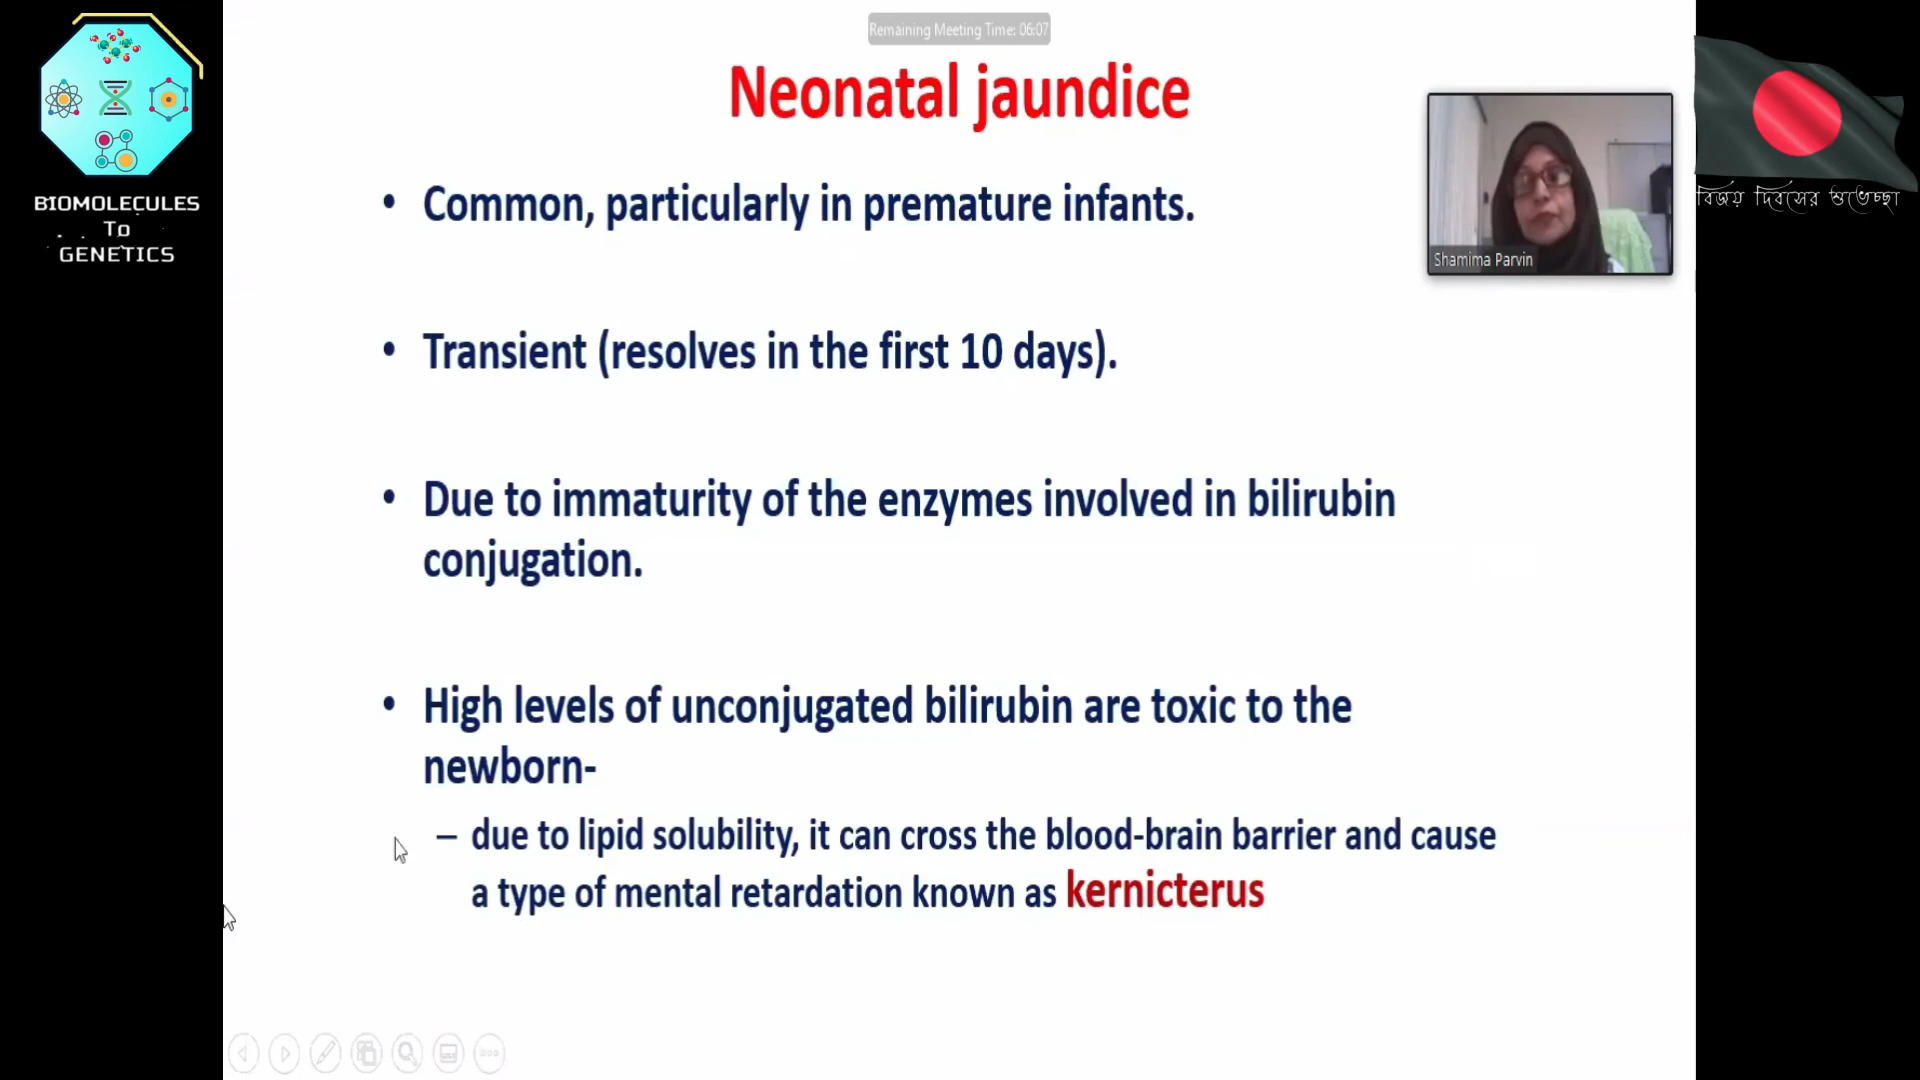 Remaining Meeting Time: 06:07
Neonatal jaundice
BIOMOLECULES
To
GENETICS
• Common, particularly in premature infants.
Shamima Parvin
বিজয় দিবসের শুভেচ্ছা
• Transient (resolves in the first 10 days).
• Due to immaturity of the enzymes involved in bilirubin
conjugation.
• High levels of unconjugated bilirubin are toxic to the
newborn-
– due to lipid solubility, it can cross the blood-brain barrier and cause
a type of mental retardation known as kernicterus